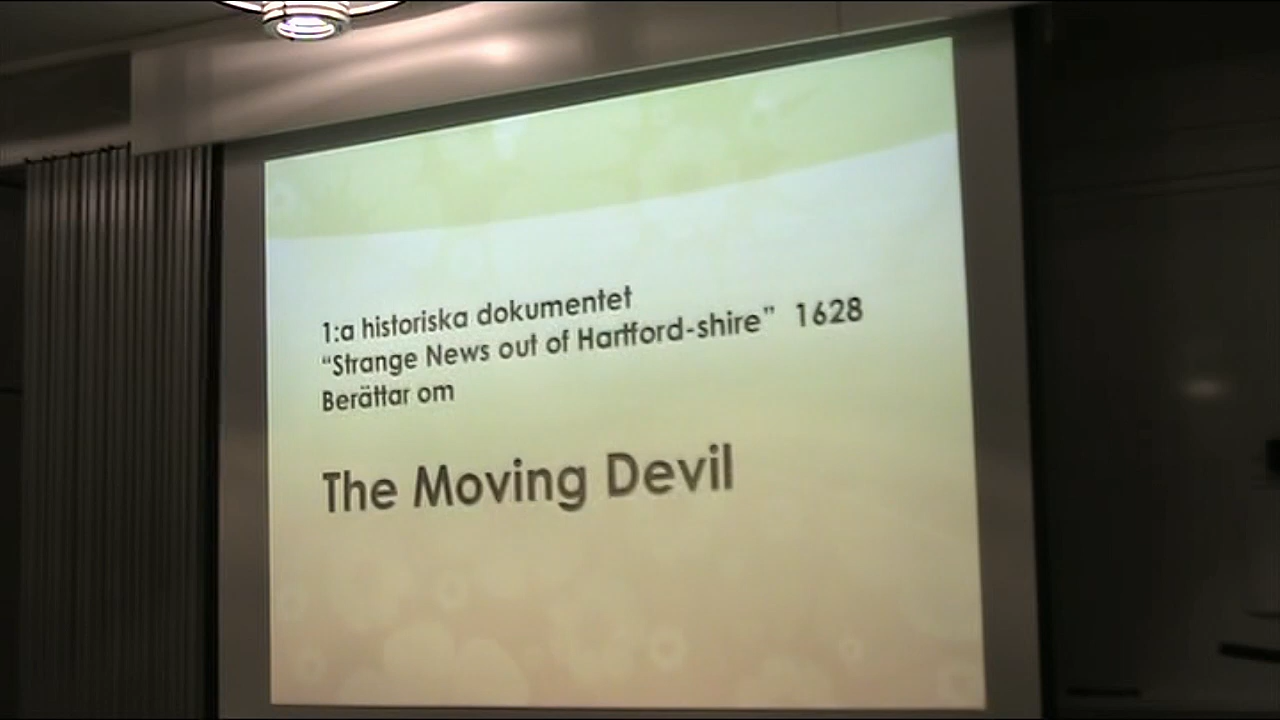 1:a historiska dokumentet
“Strange News out of Hartford-shire” 1628
Berättar om
The Moving Devil